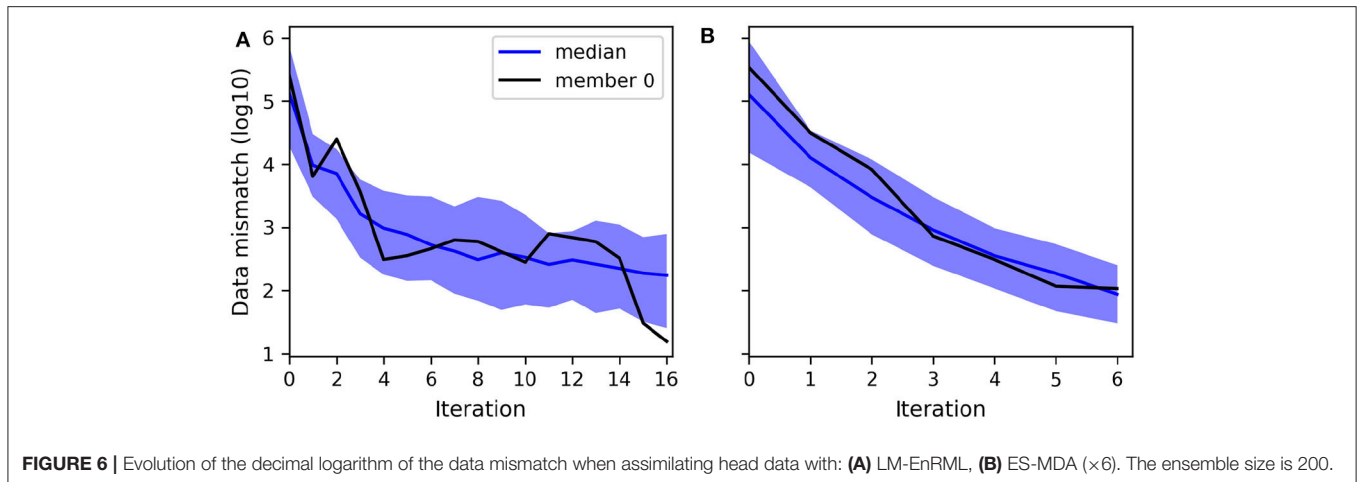 A
B
median
member 0
Data mismatch (log10)
6
5
4
3
2
1
0 2 4 6 8 10 12 14 16
Iteration
0 1 2 3 4 5 6
Iteration
FIGURE 6 | Evolution of the decimal logarithm of the data mismatch when assimilating head data with: (A) LM-EnRML, (B) ES-MDA (×6). The ensemble size is 200.